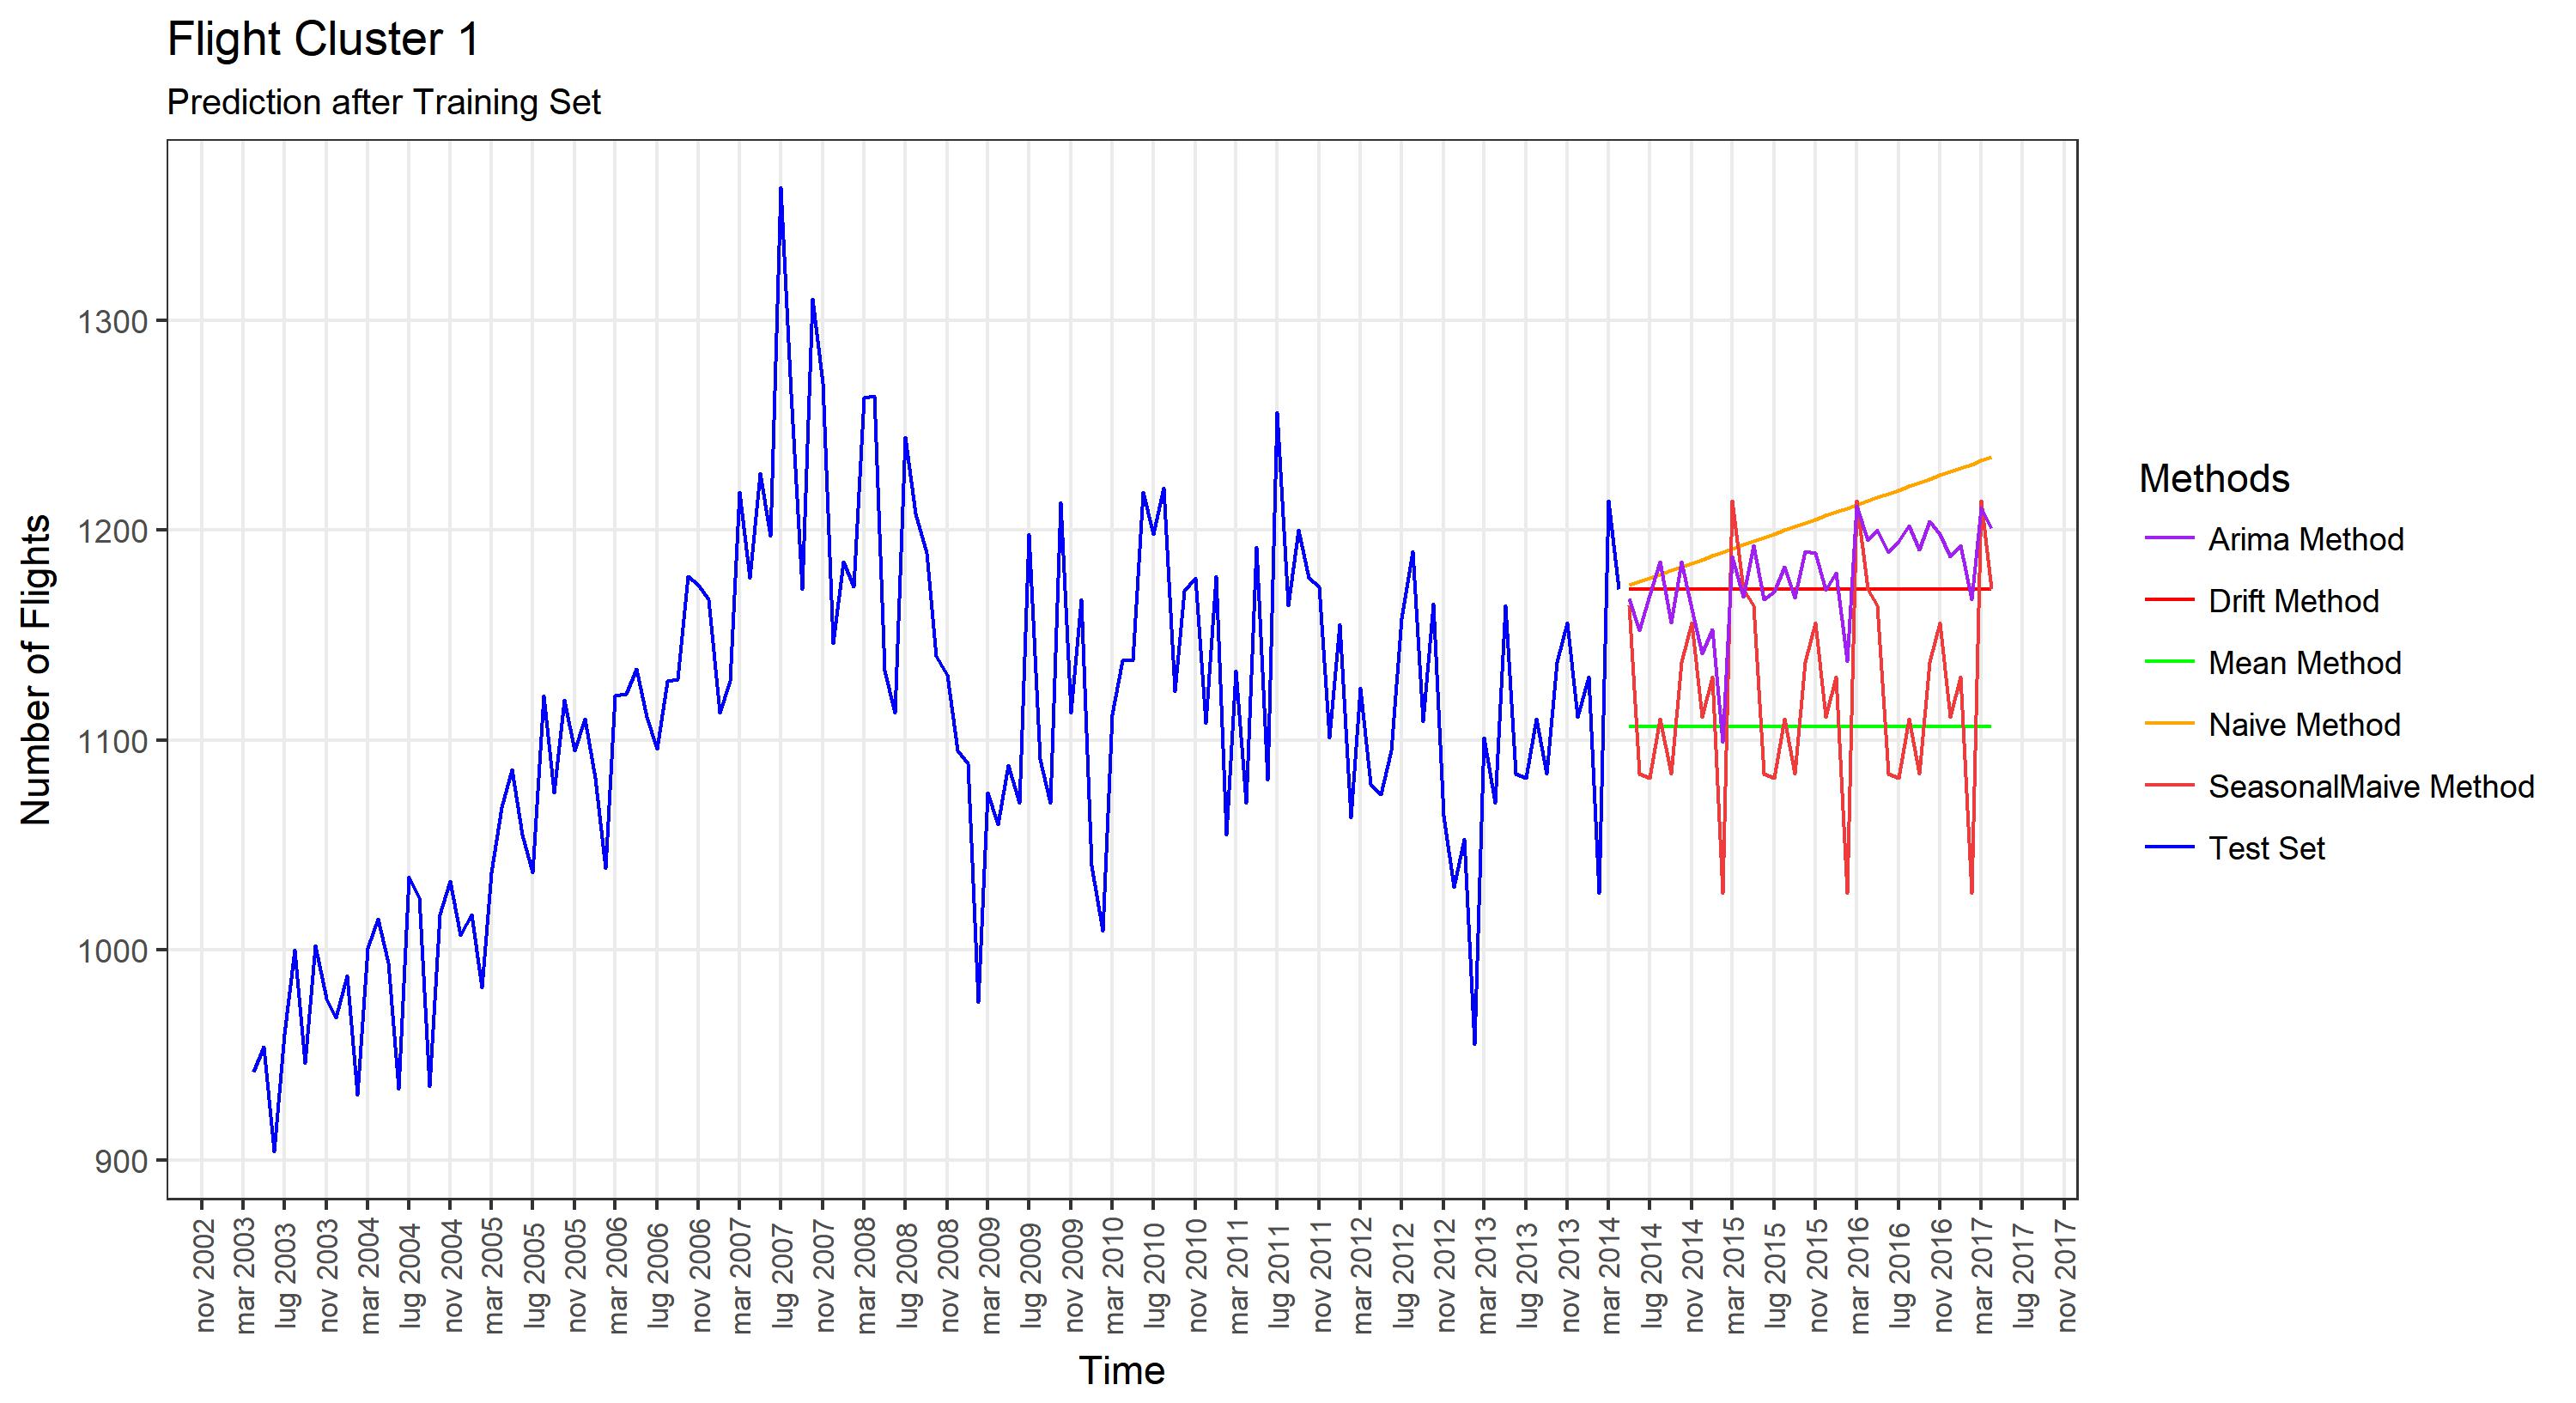 Flight Cluster 1
Prediction after Training Set
Number of Flights
1300
1200
1100
1000
900
nov 2002
mar 2003
lug 2003
nov 2003
mar 2004
lug 2004
nov 2004
mar 2005
lug 2005
nov 2005
mar 2006
lug 2006
nov 2006
mar 2007
lug 2007
nov 2007
mar 2008
lug 2008
nov 2008
mar 2009
lug 2009
nov 2009
mar 2010
lug 2010
nov 2010
mar 2011
lug 2011
nov 2011
mar 2012
lug 2012
nov 2012
mar 2013
lug 2013
nov 2013
mar 2014
lug 2014
nov 2014
mar 2015
lug 2015
nov 2015
mar 2016
lug 2016
nov 2016
mar 2017
lug 2017
nov 2017
Time
Methods
Arima Method
Drift Method
Mean Method
Naive Method
SeasonalMaive Method
Test Set